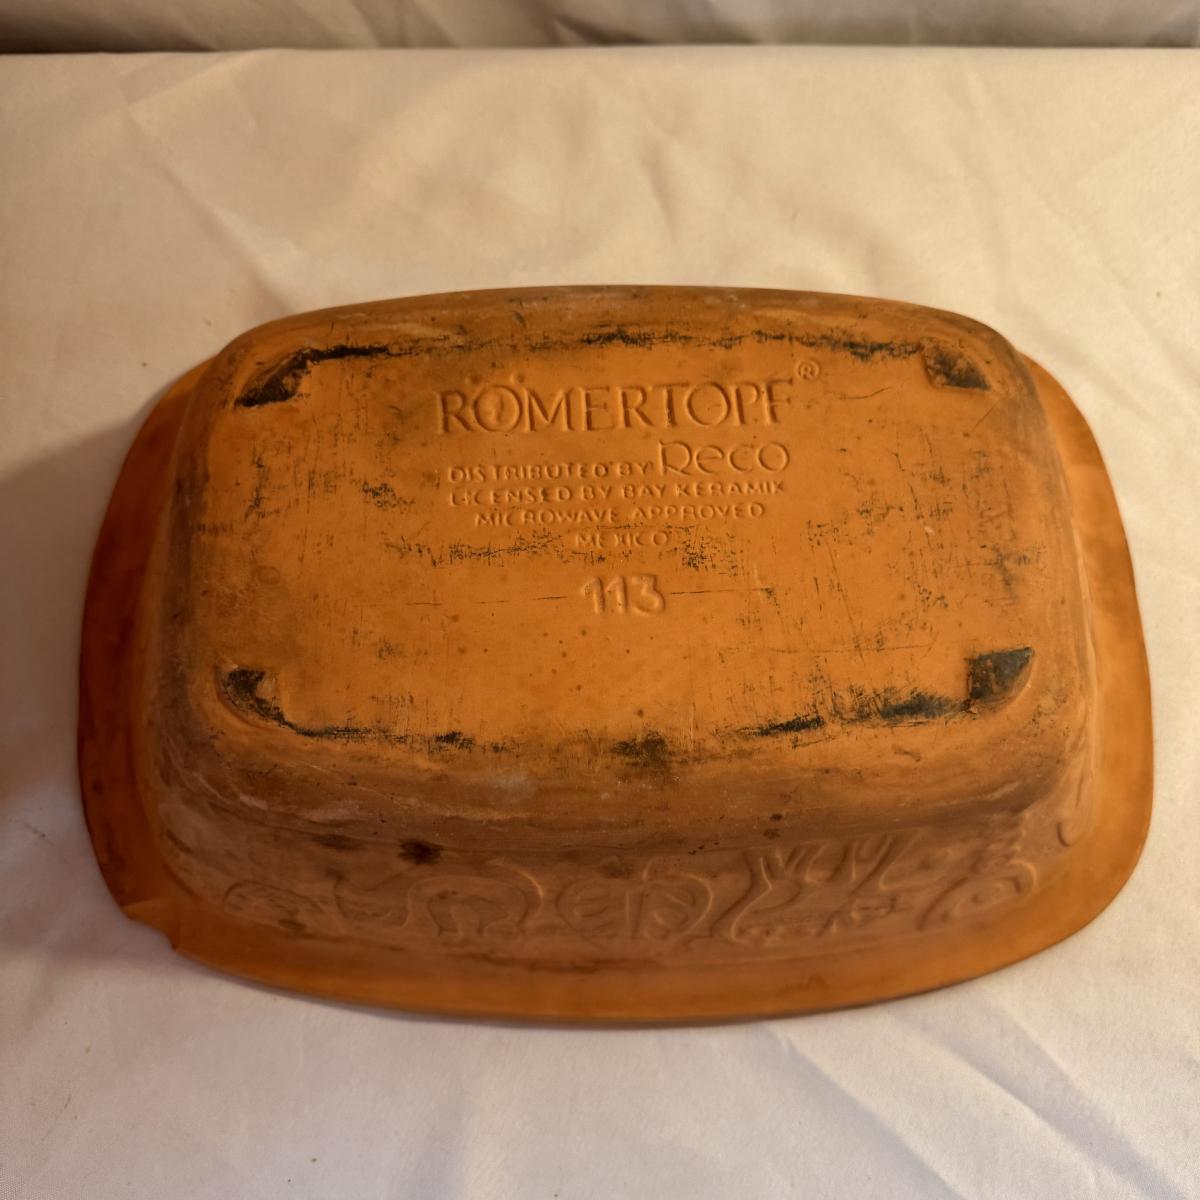 RÖMERTOPF®
DISTRIBUTED BY Reco
LICENSED BY BAY KERAMIK
MICROWAVE APPROVED
MEXICO
113